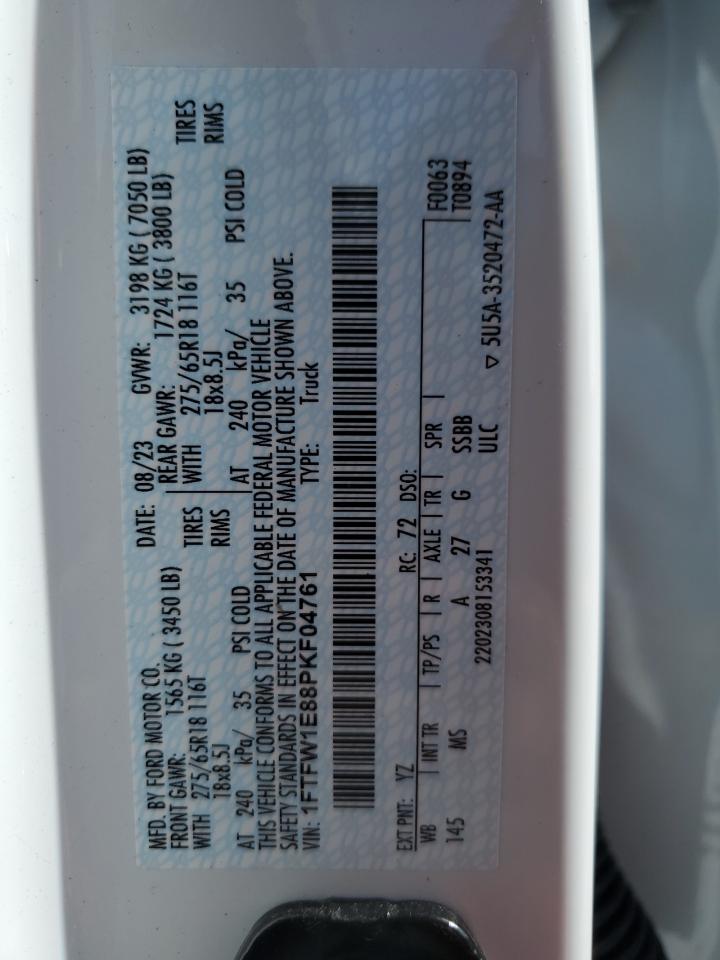 MFD. BY FORD MOTOR CO. DATE: 08/23 GVWR: 3198 KG ( 7050 LB)
FRONT GAWR: 1565 KG ( 3450 LB) REAR GAWR: 1724 KG ( 3800 LB)
WITH 275/65R18 116T TIRES WITH 275/65R18 116T TIRES
18x8.5J RIMS 18x8.5J RIMS
AT 240 kPa/ 35 PSI COLD AT 240 kPa/ 35 PSI COLD
THIS VEHICLE CONFORMS TO ALL APPLICABLE FEDERAL MOTOR VEHICLE
SAFETY STANDARDS IN EFFECT ON THE DATE OF MANUFACTURE SHOWN ABOVE.
VIN: 1FTFW1E88PKF04761 TYPE: Truck
EXT PNT: YZ RC: 72 DSO: F0063
WB INT TR TP/PS R AXLE TR SPR T0894
145 MS A 27 G SSBB
2202308153341 ULC ▽ 5U5A-3520472-AA